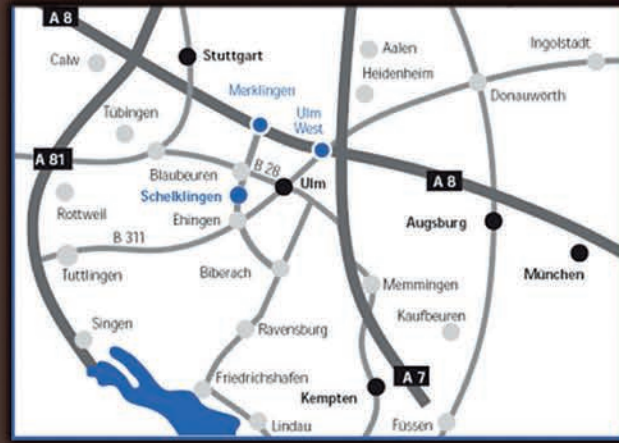 A 8
Stuttgart
Calw
Aalen
Ingolstadt
Heidenheim
Merklingen
Ulm
West
Donauwörth
Tübingen
A 81
Blaubeuren
B 28
Ulm
A 8
Schelklingen
Rottweil
Ehingen
Augsburg
B 311
Tuttlingen
Biberach
Memmingen
München
Singen
Ravensburg
Kaufbeuren
Friedrichshafen
Kempten
A 7
Lindau
Füssen